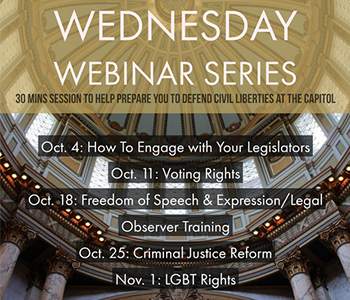 WEDNESDAY
WEBINAR SERIES
30 MINS SESSION TO HELP PREPARE YOU TO DEFEND CIVIL LIBERTIES AT THE CAPITOL
Oct. 4: How To Engage with Your Legislators
Oct. 11: Voting Rights
Oct. 18: Freedom of Speech & Expression/Legal
Observer Training
Oct. 25: Criminal Justice Reform
Nov. 1: LGBT Rights